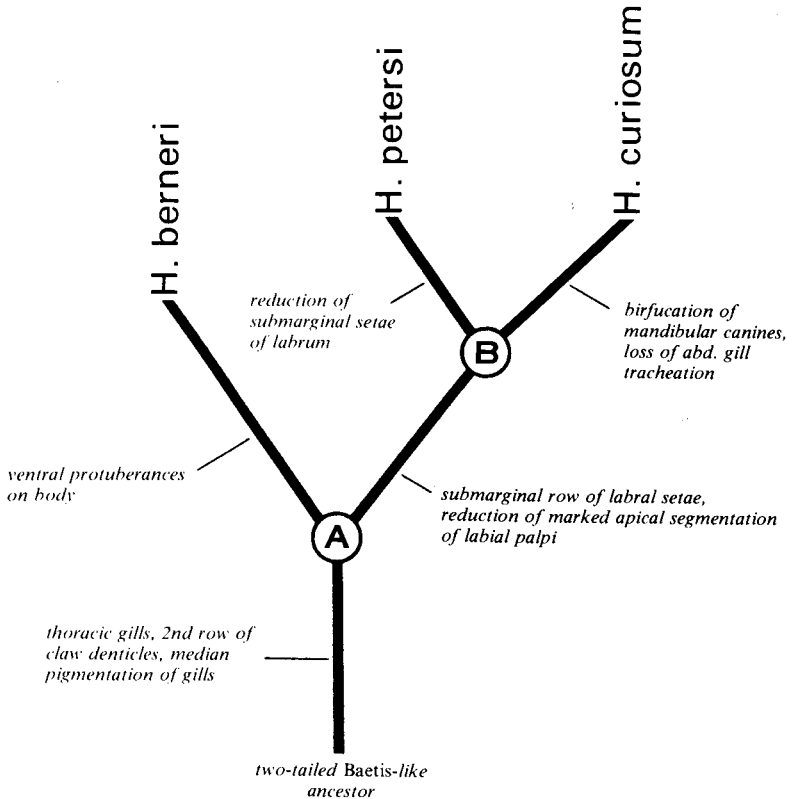 H. berneri
H. petersi
H. curiosum
reduction of
submarginal setae
of labrum
birfucation of
mandibular canines,
loss of abd. gill
tracheation
B
ventral protuberances
on body
submarginal row of labral setae,
reduction of marked apical segmentation
of labial palpi
A
thoracic gills, 2nd row of
claw denticles, median
pigmentation of gills
two-tailed Baetis-like
ancestor